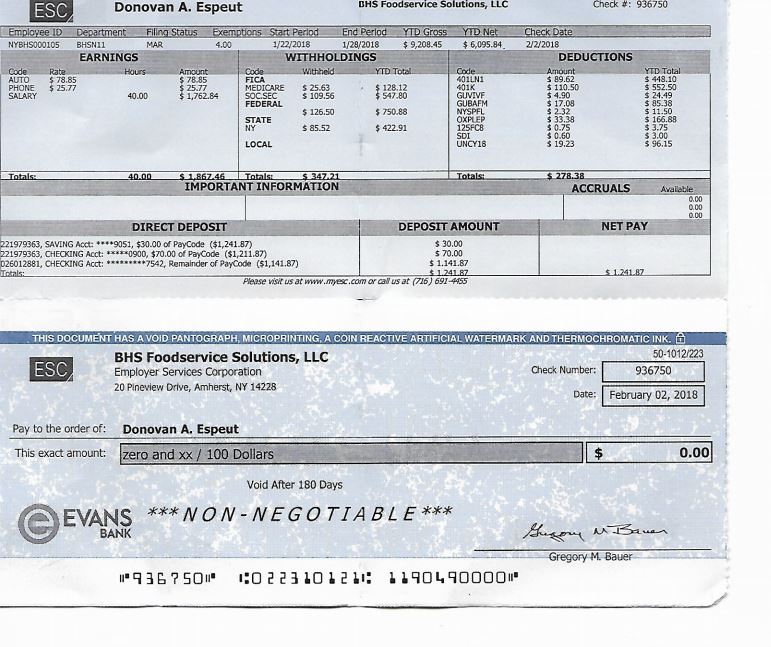 ESC Donovan A. Espeut BHS Foodservice Solutions, LLC Check #: 936750
Employee ID Department Filing Status Exemptions Start Period End Period YTD Gross YTD Net Check Date
NYBHS000105 BHSN11 MAR 4.00 1/22/2018 1/28/2018 $ 9,208.45 $ 6,095.84 2/2/2018
EARNINGS WITHHOLDINGS DEDUCTIONS
Code Rate Hours Amount Code Withheld YTD Total Code Amount YTD Total
AUTO $ 78.85 $ 78.85 FICA 401LN1 $ 89.62 $ 448.10
PHONE $ 25.77 $ 25.77 MEDICARE $ 25.63 $ 128.12 401K $ 110.50 $ 552.50
SALARY 40.00 $ 1,762.84 SOC.SEC $ 109.56 $ 547.80 GUVIVF $ 4.90 $ 24.49
FEDERAL GUBAFM $ 17.08 $ 85.38
$ 126.50 $ 750.88 NYSPFL $ 2.32 $ 11.50
STATE OXPLEP $ 33.38 $ 166.88
NY $ 85.52 $ 422.91 125FC8 $ 0.75 $ 3.75
SDI $ 0.60 $ 3.00
LOCAL UNCY18 $ 19.23 $ 96.15
Totals: 40.00 $ 1,867.46 Totals: $ 347.21 Totals: $ 278.38
IMPORTANT INFORMATION ACCRUALS Available
0.00
0.00
0.00
DIRECT DEPOSIT DEPOSIT AMOUNT NET PAY
221979363, SAVING Acct: ****9051, $30.00 of PayCode ($1,241.87) $ 30.00
221979363, CHECKING Acct: *****0900, $70.00 of PayCode ($1,211.87) $ 70.00
026012881, CHECKING Acct: *********7542, Remainder of PayCode ($1,141.87) $ 1,141.87
Totals: $ 1,241.87 $ 1,241.87
Please visit us at www.myesc.com or call us at (716) 691-4455
THIS DOCUMENT HAS A VOID PANTOGRAPH, MICROPRINTING, A COIN REACTIVE ARTIFICIAL WATERMARK AND THERMOCHROMATIC INK.
50-1012/223
ESC BHS Foodservice Solutions, LLC
Employer Services Corporation Check Number: 936750
20 Pineview Drive, Amherst, NY 14228
Date: February 02, 2018
Pay to the order of: Donovan A. Espeut
This exact amount: zero and xx / 100 Dollars $ 0.00
Void After 180 Days
EVANS BANK ***NON-NEGOTIABLE***
Gregory M Bauer
Gregory M. Bauer
⑈936750⑈ ⑆022310121⑆ 1190490000⑈